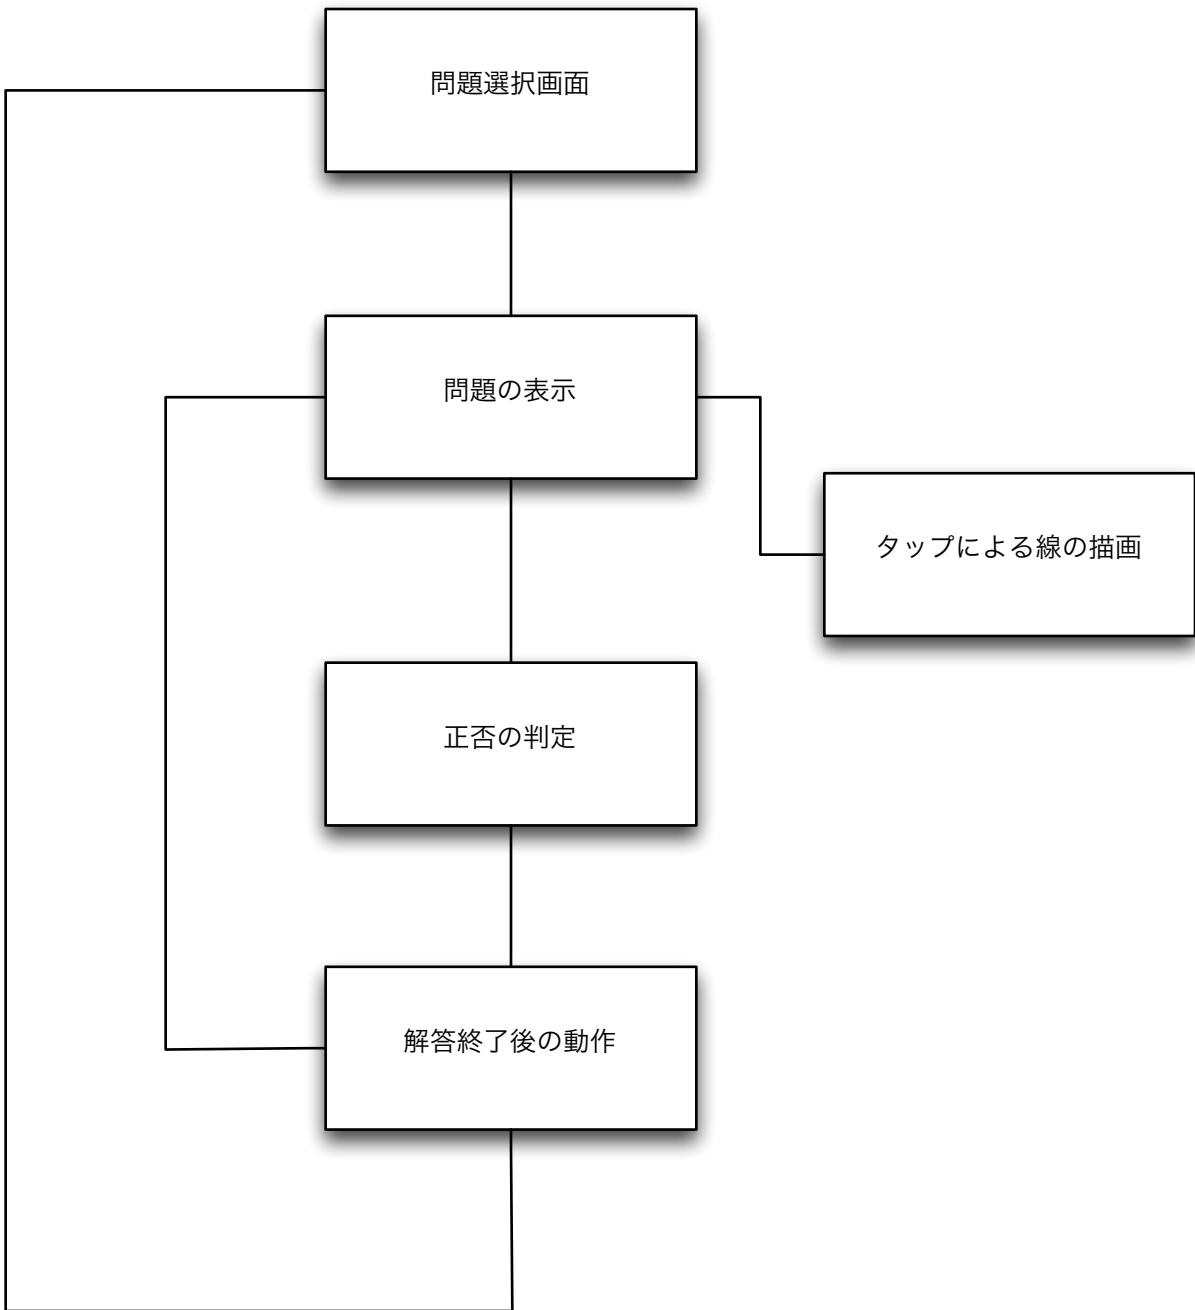 問題選択画面
問題の表示
タップによる線の描画
正否の判定
解答終了後の動作